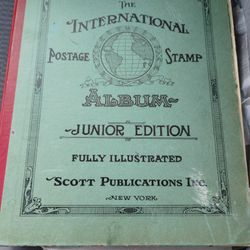 THE
INTERNATIONAL
POSTAGE STAMP
ALBUM
JUNIOR EDITION
FULLY ILLUSTRATED
SCOTT PUBLICATIONS INC.
NEW YORK